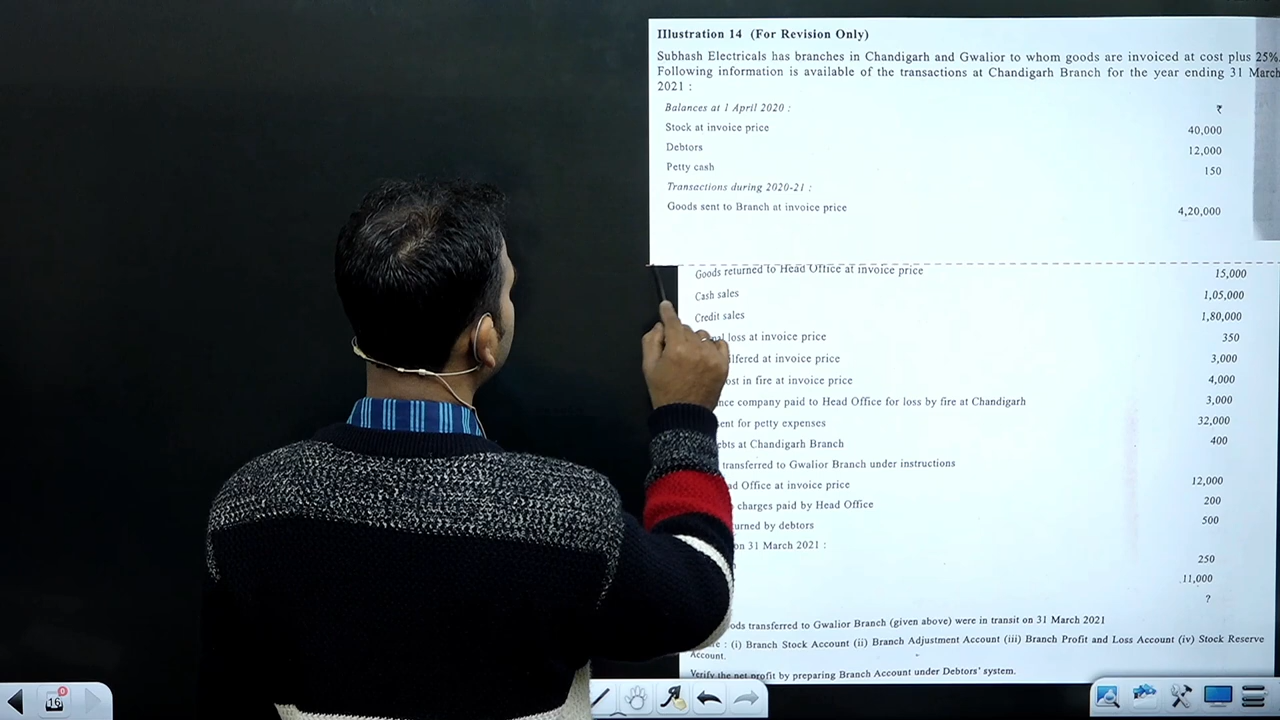 Illustration 14 (For Revision Only)
Subhash Electricals has branches in Chandigarh and Gwalior to whom goods are invoiced at cost plus 25%.
Following information is available of the transactions at Chandigarh Branch for the year ending 31 March
2021 :
Balances at 1 April 2020 : ₹
Stock at invoice price 40,000
Debtors 12,000
Petty cash 150
Transactions during 2020-21 :
Goods sent to Branch at invoice price 4,20,000
Goods returned to Head Office at invoice price 15,000
Cash sales 1,05,000
Credit sales 1,80,000
loss at invoice price 350
ilfered at invoice price 3,000
ost in fire at invoice price 4,000
nce company paid to Head Office for loss by fire at Chandigarh 3,000
ent for petty expenses 32,000
ebts at Chandigarh Branch 400
transferred to Gwalior Branch under instructions
ad Office at invoice price 12,000
charges paid by Head Office 200
urned by debtors 500
on 31 March 2021 :
250
11,000
?
ods transferred to Gwalior Branch (given above) were in transit on 31 March 2021
: (i) Branch Stock Account (ii) Branch Adjustment Account (iii) Branch Profit and Loss Account (iv) Stock Reserve
Account.
Verify the net profit by preparing Branch Account under Debtors' system.
16
0